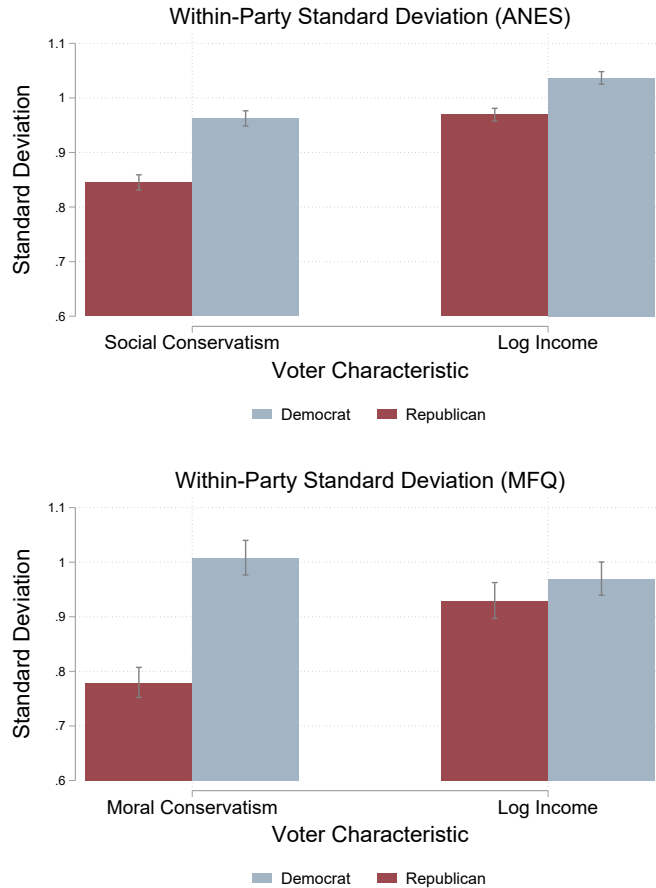 Within-Party Standard Deviation (ANES)
1.1
1
.9
.8
.7
.6
Standard Deviation
Social Conservatism Log Income
Voter Characteristic
Democrat Republican
Within-Party Standard Deviation (MFQ)
1.1
1
.9
.8
.7
.6
Standard Deviation
Moral Conservatism Log Income
Voter Characteristic
Democrat Republican